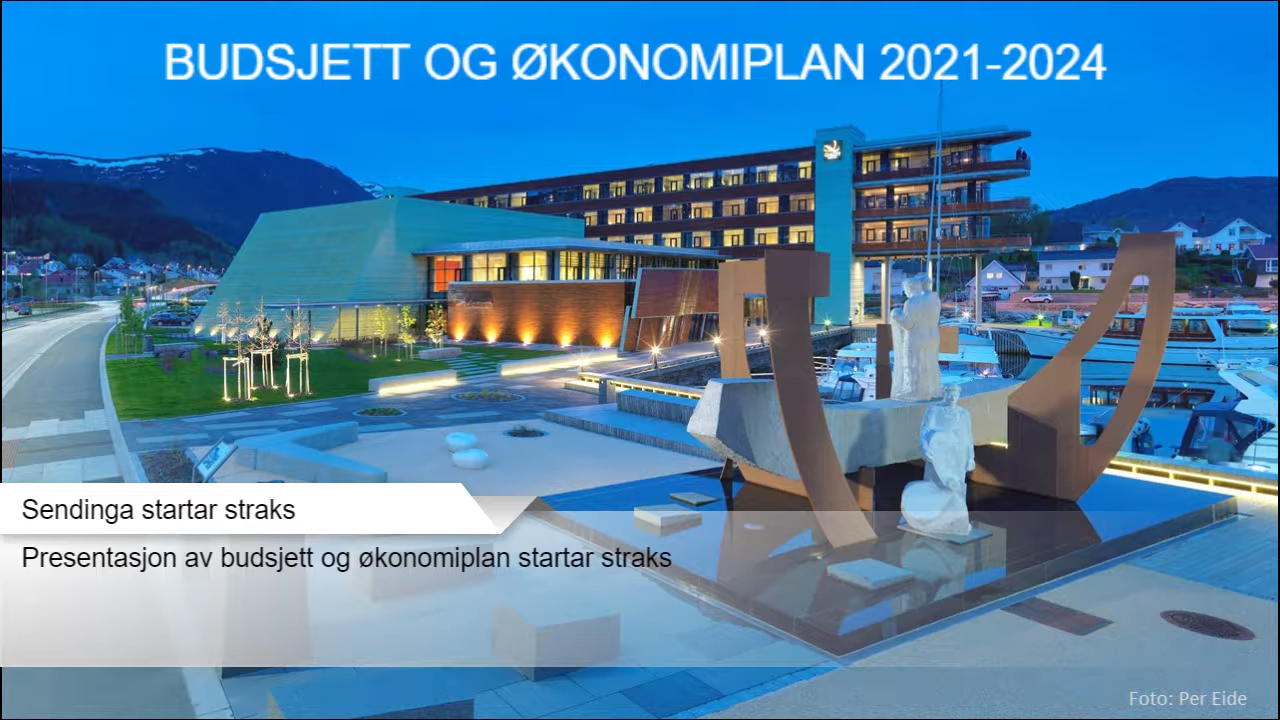 BUDSJETT OG ØKONOMIPLAN 2021-2024
Sendinga startar straks
Presentasjon av budsjett og økonomiplan startar straks
Foto: Per Eide